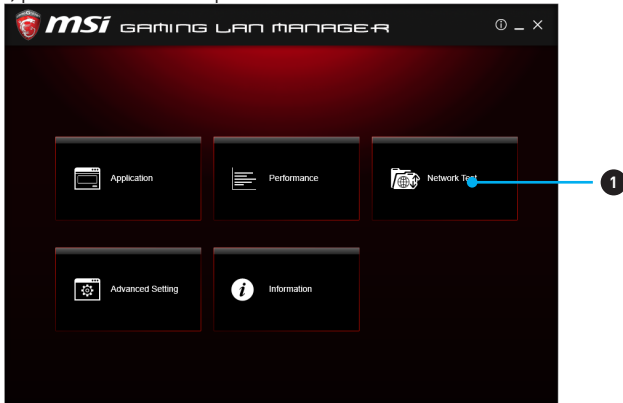 msi GAMING LAN MANAGER
Application
Performance
Network Test
1
Advanced Setting
Information